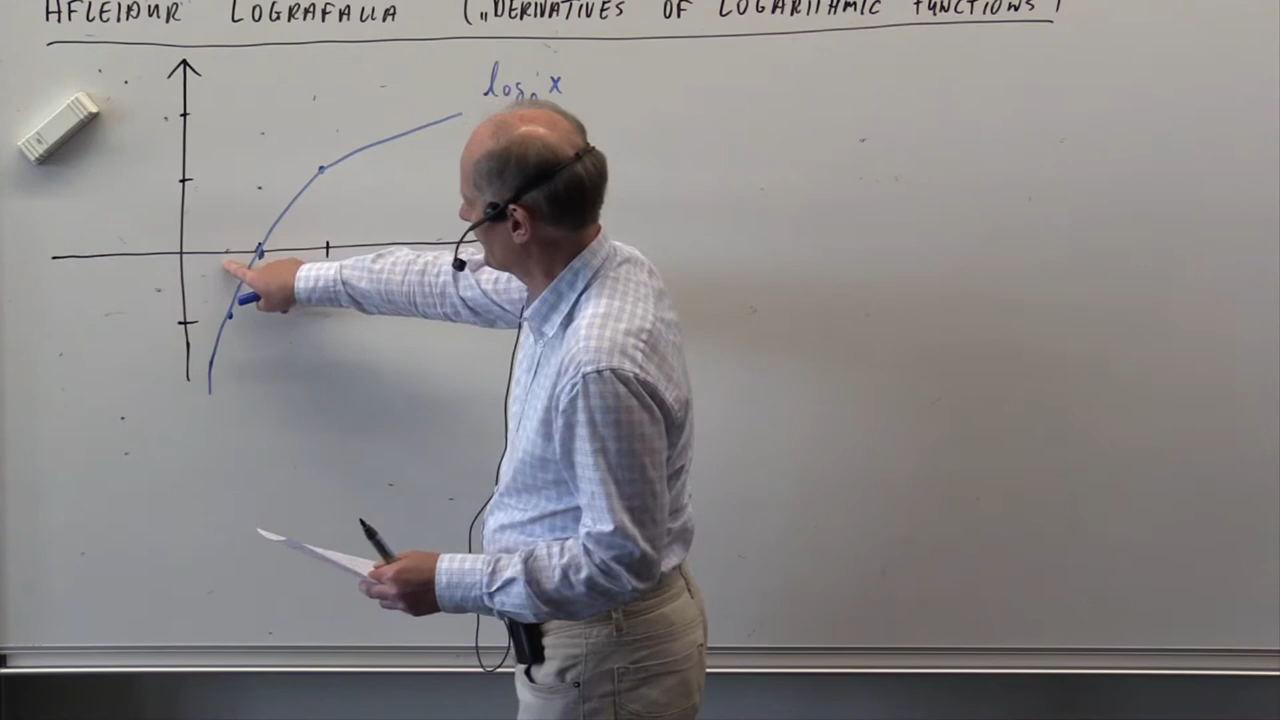 AFLEIÐUR LOGRAFALLA („DERIVATIVES OF LOGARITHMIC FUNCTIONS")
log x